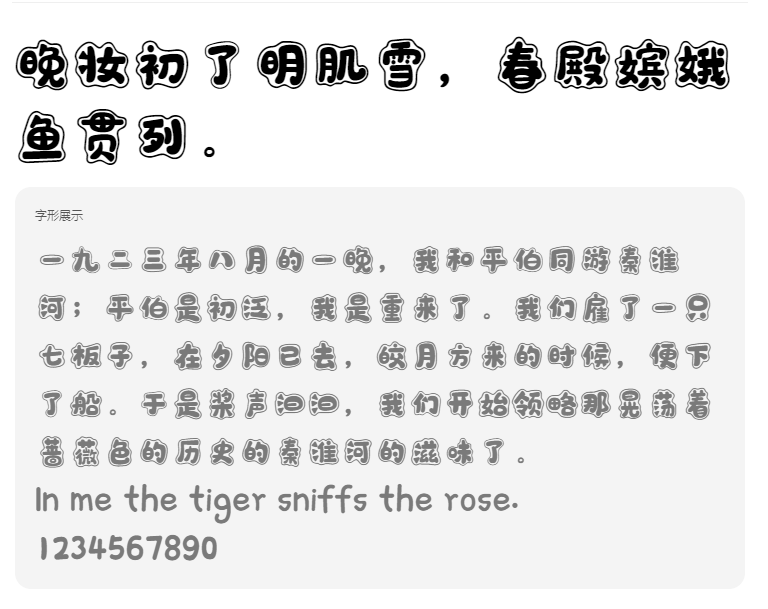 晚妆初了明肌雪，春殿嫔娥
鱼贯列。
字形展示
一九二三年八月的一晚，我和平伯同游秦淮
河；平伯是初泛，我是重来了。我们雇了一只
七板子，在夕阳已去，皎月方来的时候，便下
了船。于是桨声汩汩，我们开始领略那晃荡着
蔷薇色的历史的秦淮河的滋味了。
In me the tiger sniffs the rose.
1234567890